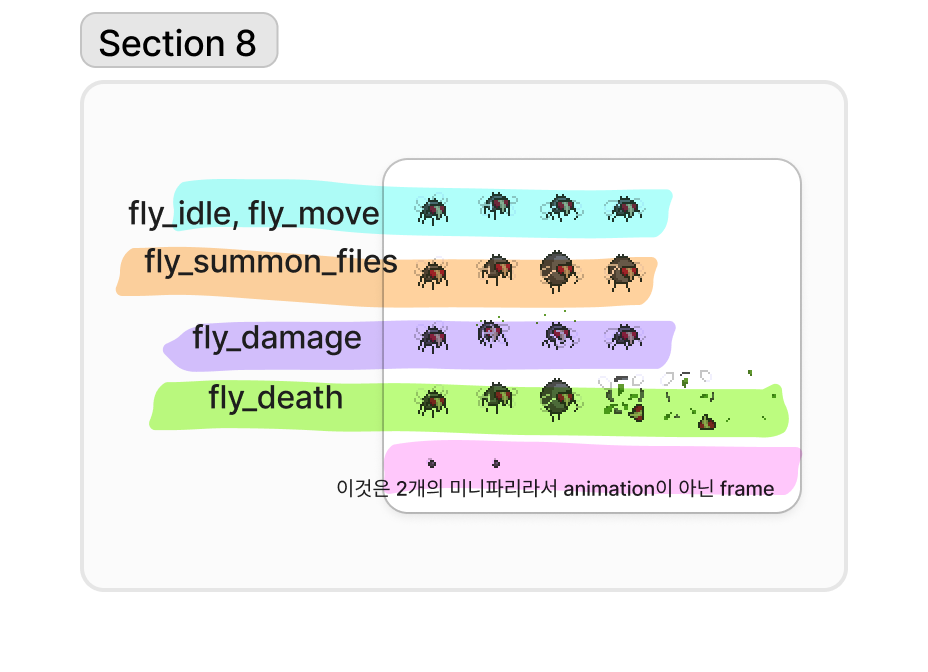 Section 8
fly_idle, fly_move
fly_summon_files
fly_damage
fly_death
이것은 2개의 미니파리라서 animation이 아닌 frame